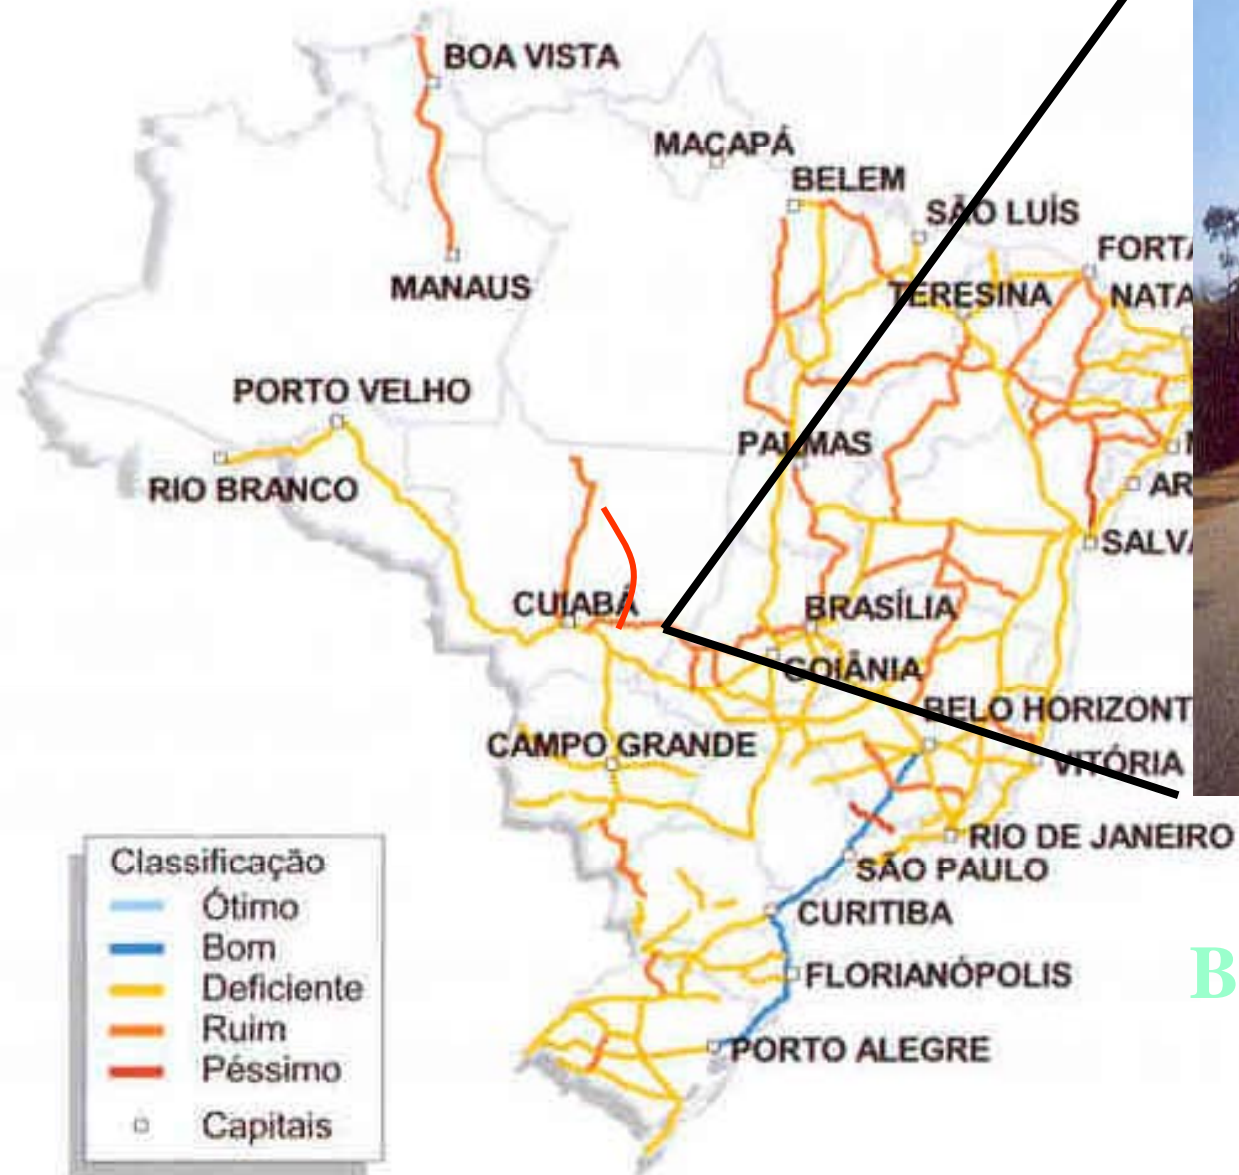 BOA VISTA
MACAPÁ
BELEM
SÃO LUÍS
FORTA
MANAUS
TERESINA
NATA
PORTO VELHO
PALMAS
RIO BRANCO
AR
SALVA
CUIABÁ
BRASÍLIA
GOIÂNIA
BELO HORIZONT
CAMPO GRANDE
VITÓRIA
RIO DE JANEIRO
SÃO PAULO
CURITIBA
FLORIANÓPOLIS
B
PORTO ALEGRE
Classificação
Ótimo
Bom
Deficiente
Ruim
Péssimo
Capitais